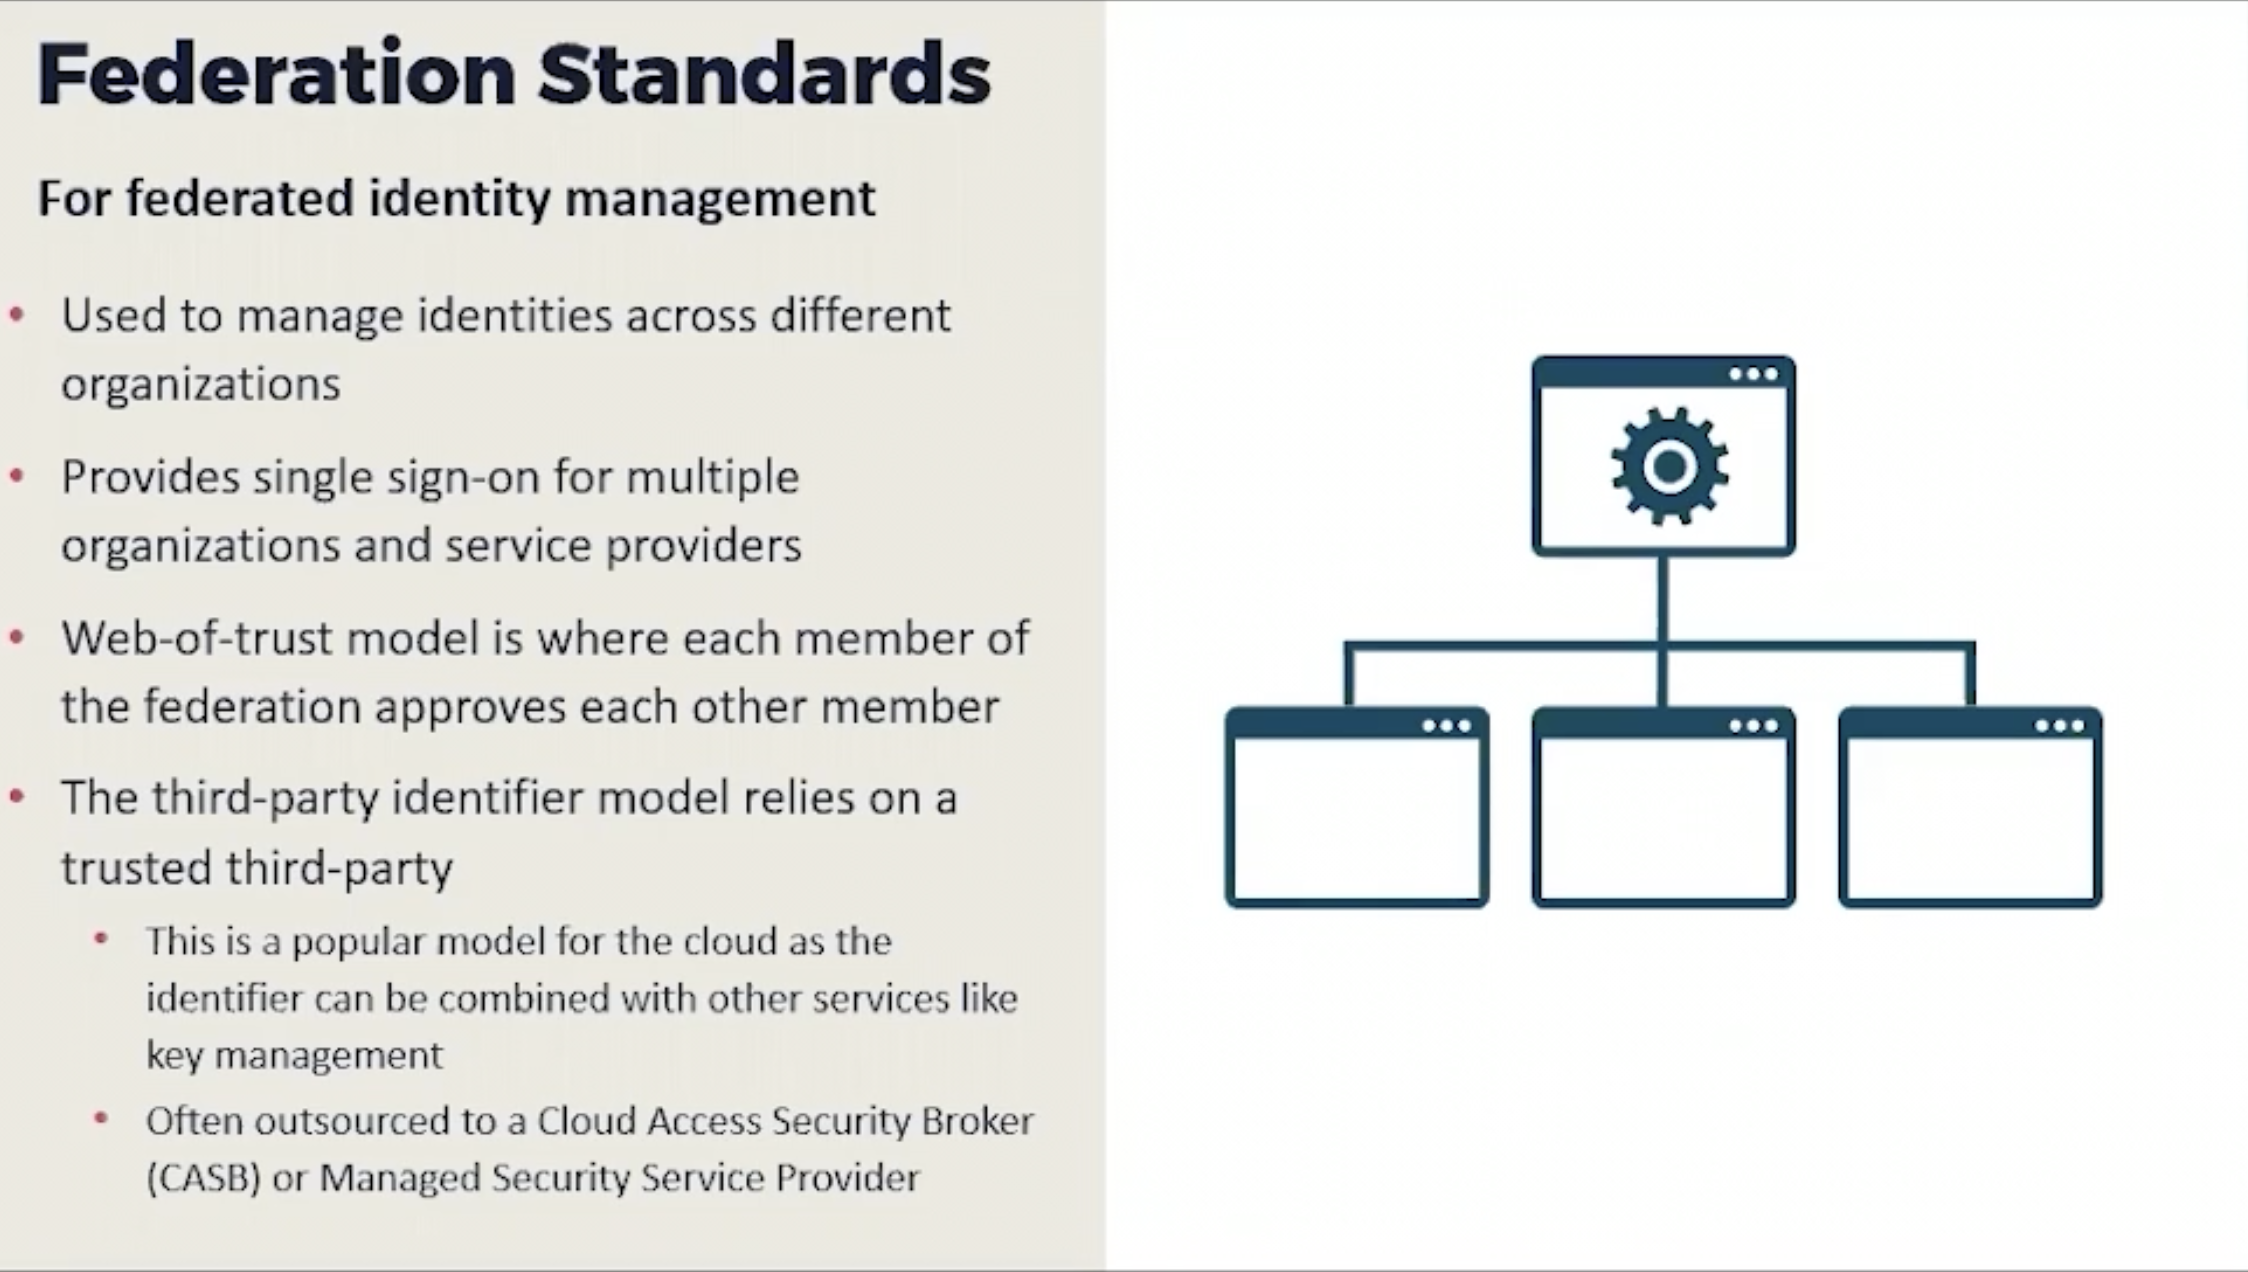 Federation Standards
For federated identity management
• Used to manage identities across different
organizations
• Provides single sign-on for multiple
organizations and service providers
• Web-of-trust model is where each member of
the federation approves each other member
• The third-party identifier model relies on a
trusted third-party
• This is a popular model for the cloud as the
identifier can be combined with other services like
key management
• Often outsourced to a Cloud Access Security Broker
(CASB) or Managed Security Service Provider